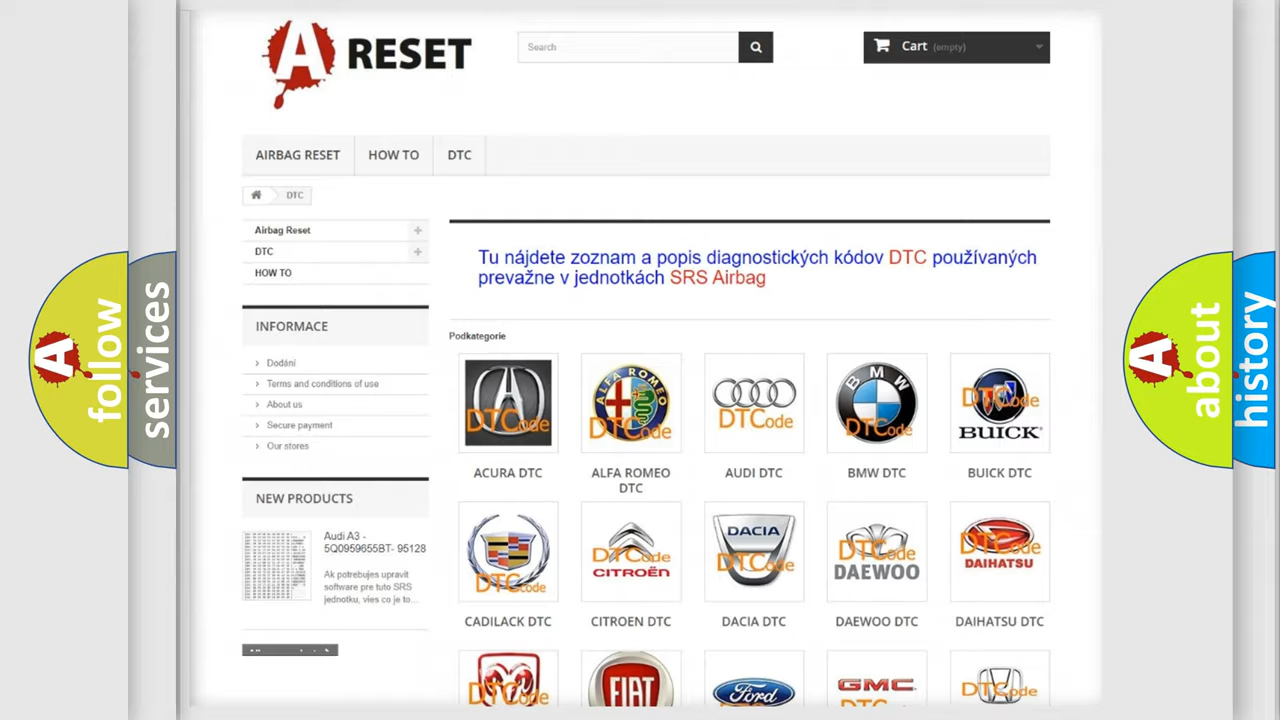 A RESET
Search
Cart (empty)
AIRBAG RESET
HOW TO
DTC
DTC
Airbag Reset
DTC
HOW TO
INFORMACE
Dodání
Terms and conditions of use
About us
Secure payment
Our stores
NEW PRODUCTS
Audi A3 -
5Q0959655BT- 95128
Ak potrebujes upravit
software pre tuto SRS
jednotku, vies co je to...
Tu nájdete zoznam a popis diagnostických kódov DTC používaných
prevažne v jednotkách SRS Airbag
Podkategorie
DTCode
ALFA ROMEO
DTCode
DTCode
BMW
DTCode
DTCode
BUICK
ACURA DTC
ALFA ROMEO
DTC
AUDI DTC
BMW DTC
BUICK DTC
DTCode
DTCode
CITROËN
DACIA
DTCode
DTCode
DAEWOO
DTCode
DAIHATSU
CADILACK DTC
CITROEN DTC
DACIA DTC
DAEWOO DTC
DAIHATSU DTC
DTCode
FIAT
Ford
GMC
DTCode
A follow
services
A about
history